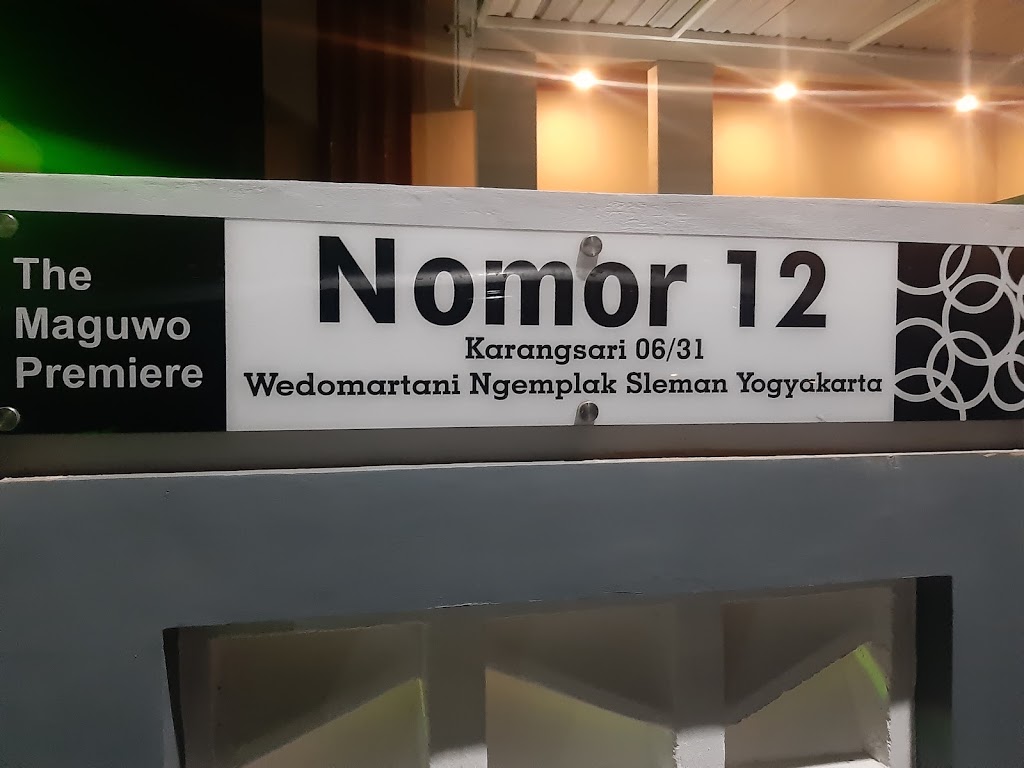 The
Maguwo
Premiere
Nomor 12
Karangsari 06/31
Wedomartani Ngemplak Sleman Yogyakarta